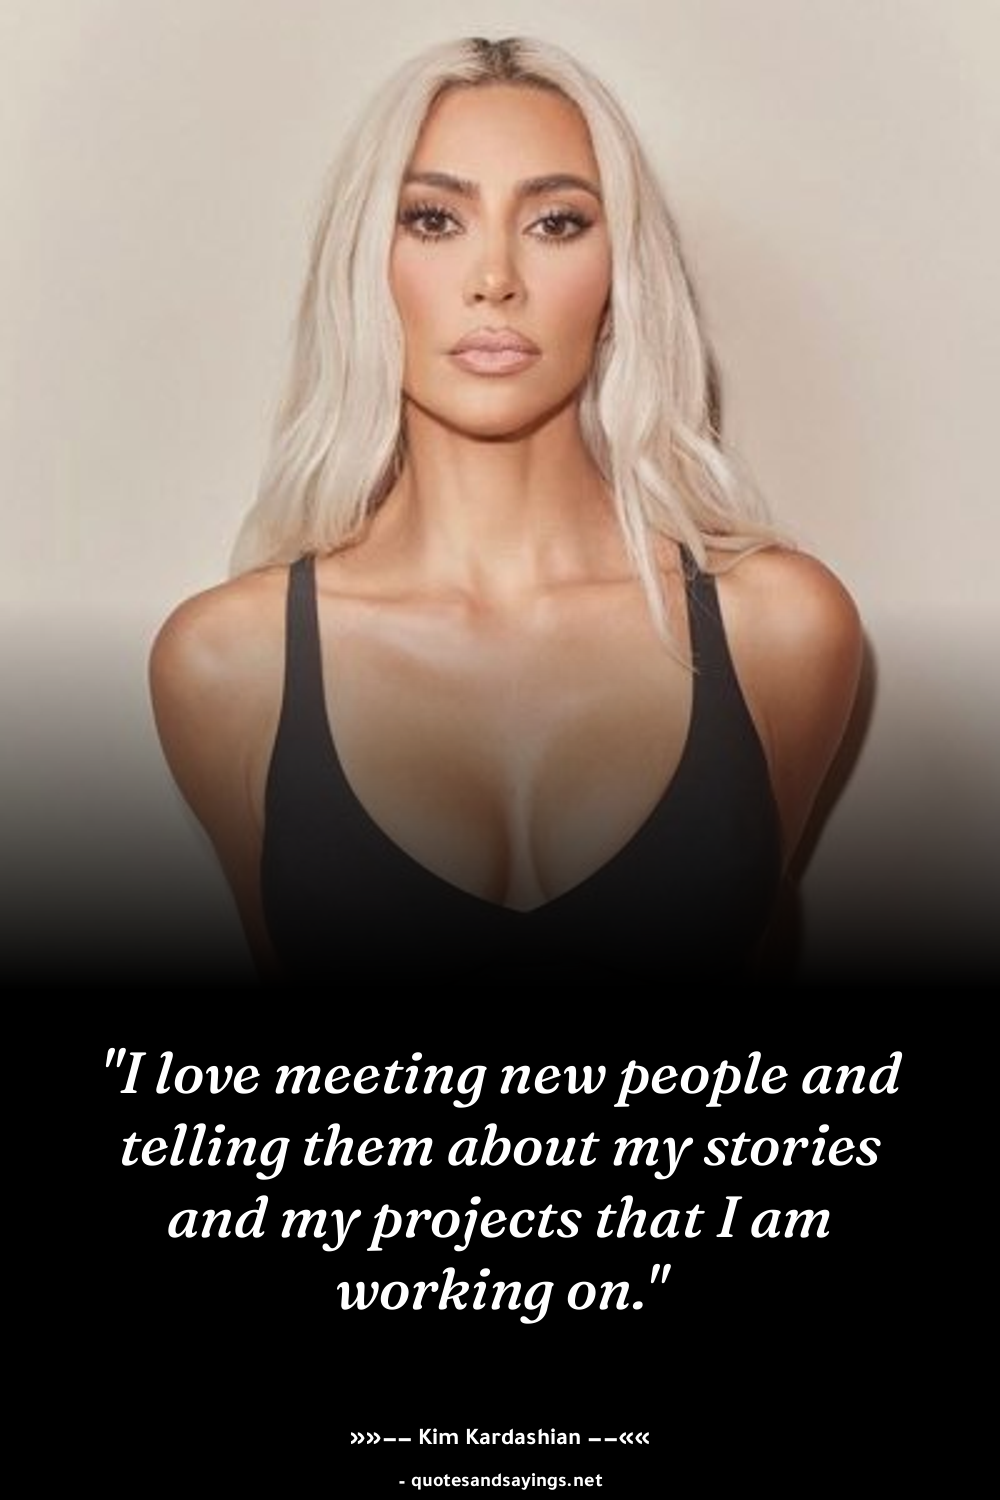 "I love meeting new people and
telling them about my stories
and my projects that I am
working on."
»»−− Kim Kardashian −−««
- quotesandsayings.net